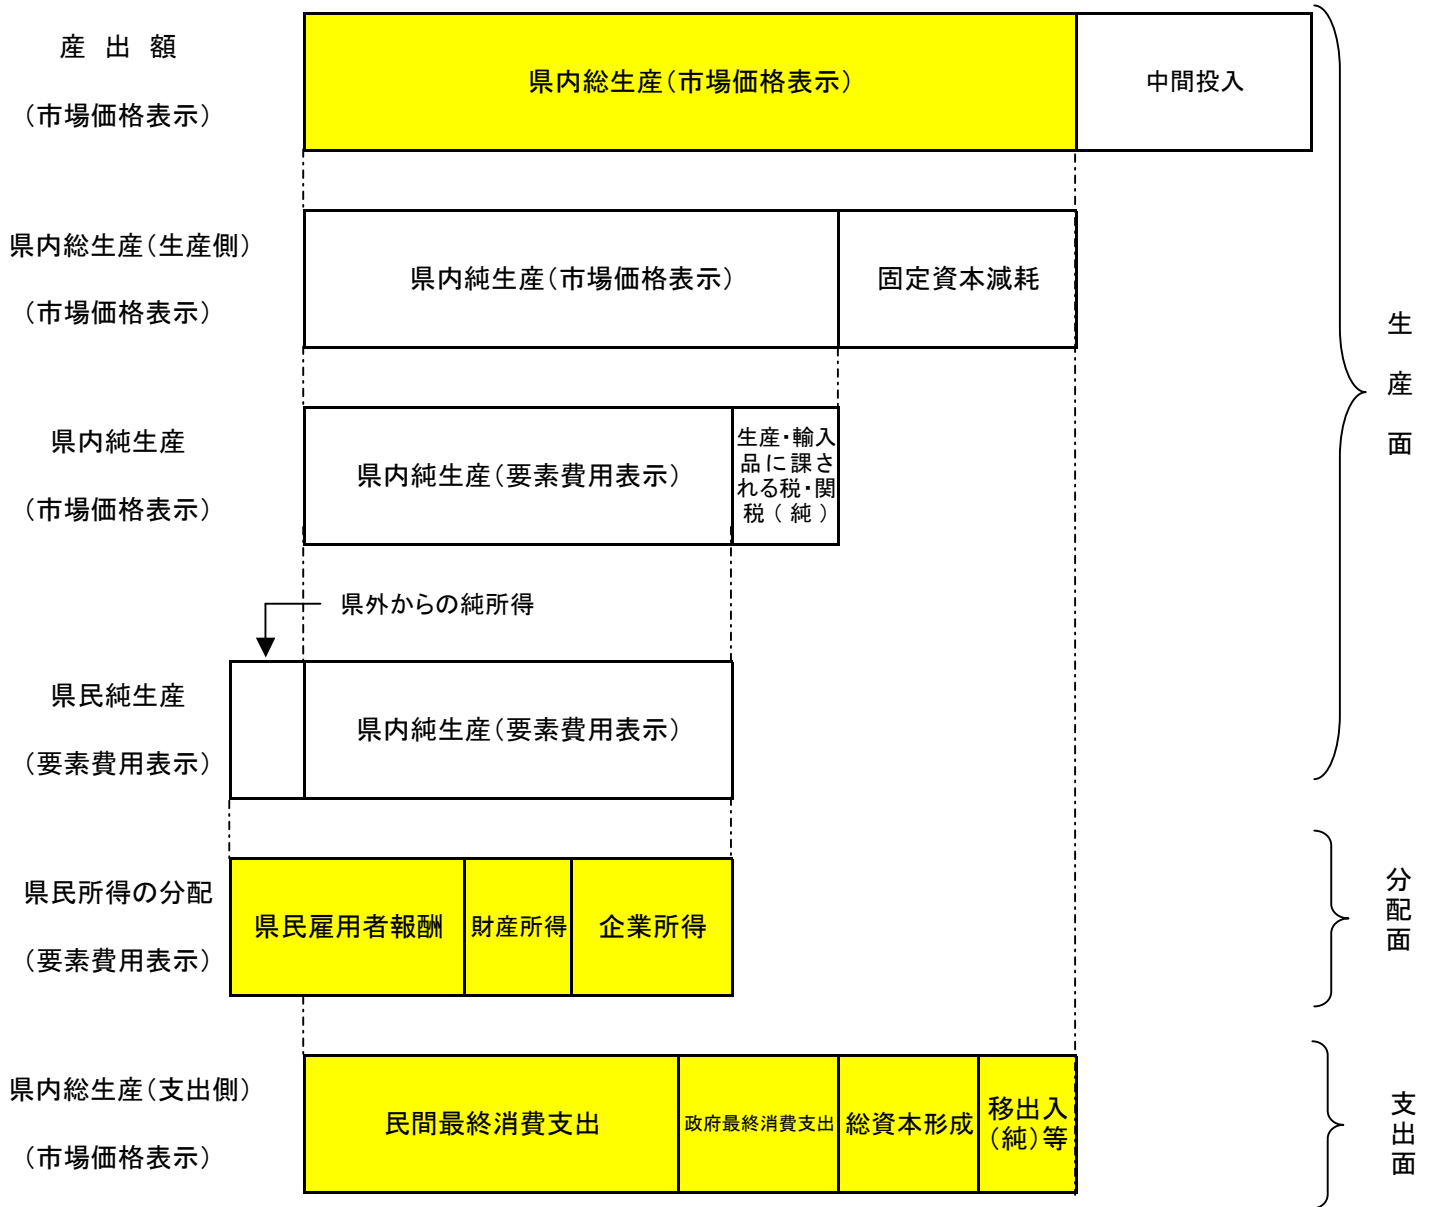 産 出 額
(市場価格表示)
県内総生産(市場価格表示)
中間投入
県内総生産(生産側)
(市場価格表示)
県内純生産(市場価格表示)
固定資本減耗
県内純生産
(市場価格表示)
県内純生産(要素費用表示)
生産・輸入
品に課さ
れる税・関
税(純)
県外からの純所得
県民純生産
(要素費用表示)
県内純生産(要素費用表示)
生産面
県民所得の分配
(要素費用表示)
県民雇用者報酬
財産所得
企業所得
分配面
県内総生産(支出側)
(市場価格表示)
民間最終消費支出
政府最終消費支出
総資本形成
移出入
(純)等
支出面